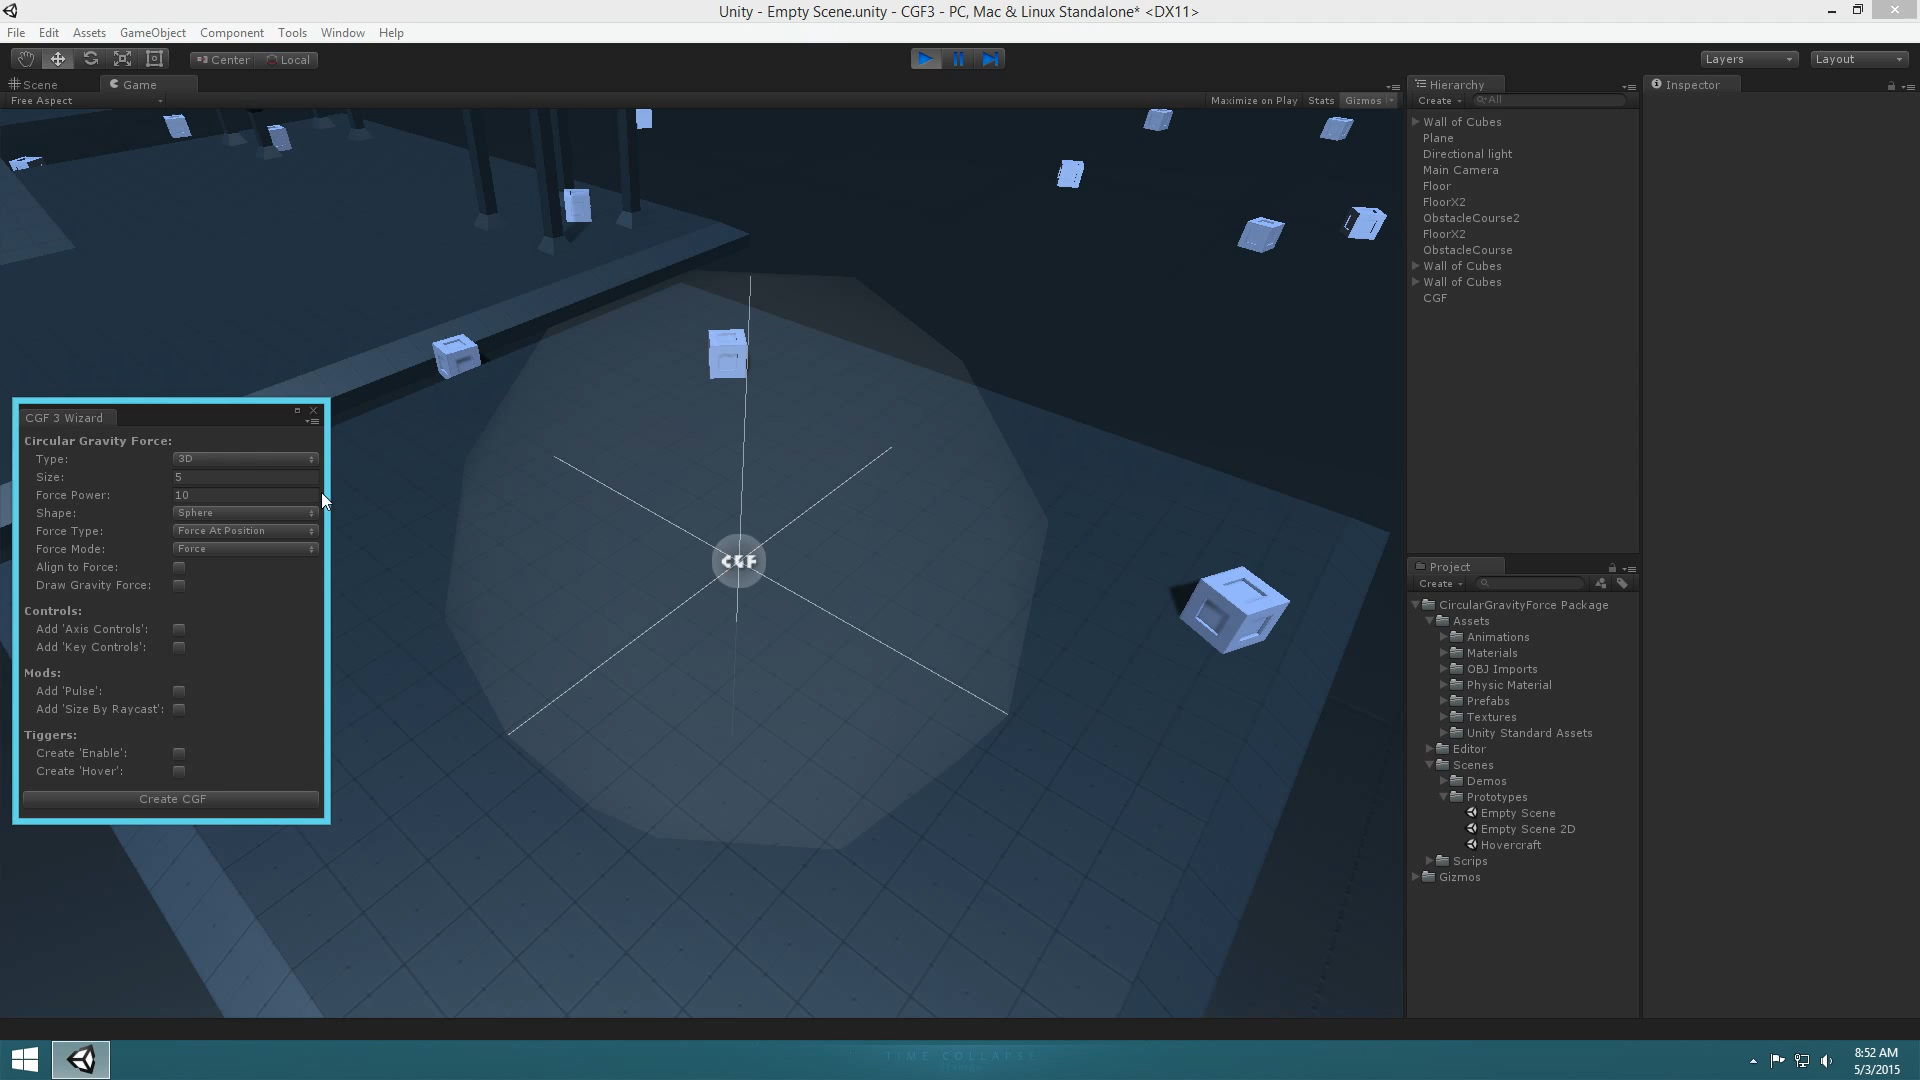 Unity - Empty Scene.unity - CGF3 - PC, Mac & Linux Standalone* <DX11>
File Edit Assets GameObject Component Tools Window Help
Center Local
Layers Layout
Scene Game
Free Aspect
Maximize on Play Stats Gizmos
Hierarchy
Create All
Wall of Cubes
Plane
Directional light
Main Camera
Floor
FloorX2
ObstacleCourse2
FloorX2
ObstacleCourse
Wall of Cubes
Wall of Cubes
CGF
Inspector
CGF
CGF 3 Wizard
Circular Gravity Force:
Type: 3D
Size: 5
Force Power: 10
Shape: Sphere
Force Type: Force At Position
Force Mode: Force
Align to Force:
Draw Gravity Force:
Controls:
Add 'Axis Controls':
Add 'Key Controls':
Mods:
Add 'Pulse':
Add 'Size By Raycast':
Tiggers:
Create 'Enable':
Create 'Hover':
Create CGF
Project
Create
CircularGravityForce Package
Assets
Animations
Materials
OBJ Imports
Physic Material
Prefabs
Textures
Unity Standard Assets
Editor
Scenes
Demos
Prototypes
Empty Scene
Empty Scene 2D
Hovercraft
Scrips
Gizmos
TIME COLLAPSE
8:52 AM
5/3/2015